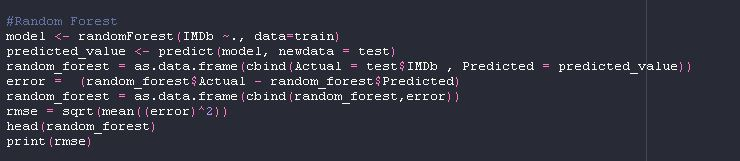 #Random Forest
model <- randomForest(IMDb ~., data=train)
predicted_value <- predict(model, newdata = test)
random_forest = as.data.frame(cbind(Actual = test$IMDb , Predicted = predicted_value))
error =  (random_forest$Actual - random_forest$Predicted)
random_forest = as.data.frame(cbind(random_forest,error))
rmse = sqrt(mean((error)^2))
head(random_forest)
print(rmse)